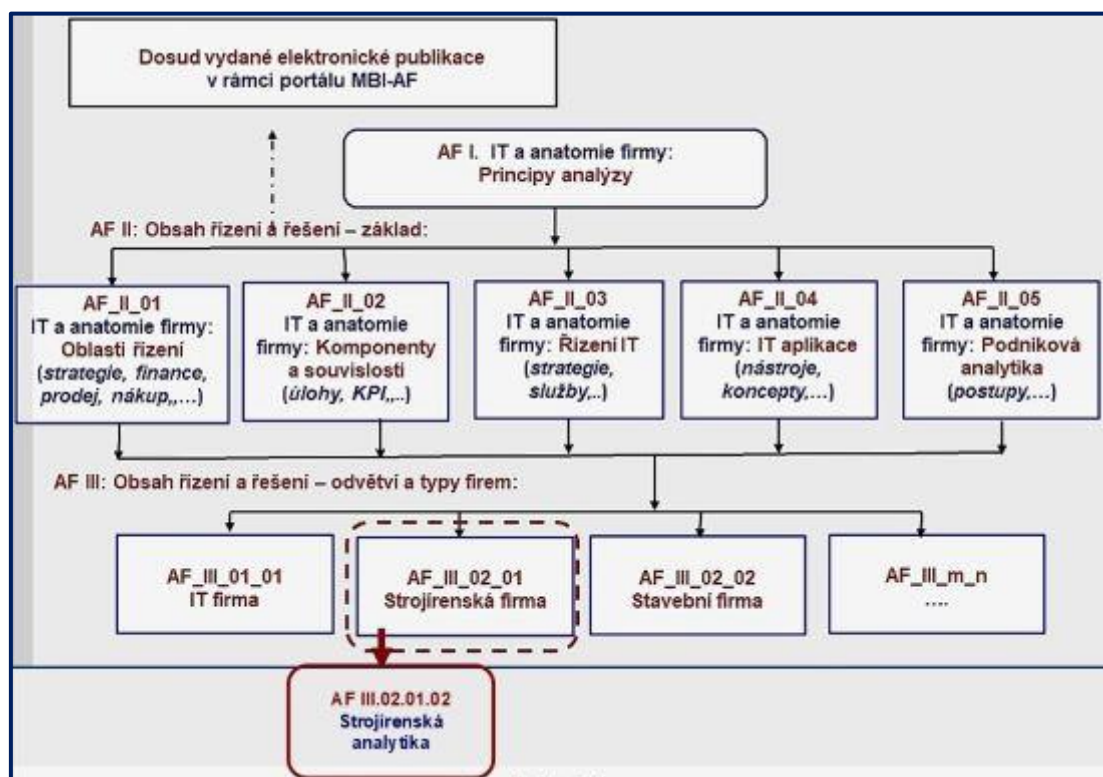 Dosud vydané elektronické publikace
v rámci portálu MBI-AF
AF I. IT a anatomie firmy:
Principy analýzy
AF II: Obsah řízení a řešení – základ:
AF_II_01
IT a anatomie firmy:
Oblasti řízení
(strategie, finance,
prodej, nákup,,…)
AF_II_02
IT a anatomie
firmy: Komponenty
a souvislosti
(úlohy, KPI,,..)
AF_II_03
IT a anatomie
firmy: Řízení IT
(strategie,
služby,..)
AF_II_04
IT a anatomie
firmy: IT aplikace
(nástroje,
koncepty,…)
AF_II_05
IT a anatomie
firmy: Podniková
analytika
(postupy,…)
AF III: Obsah řízení a řešení – odvětví a typy firem:
AF_III_01_01
IT firma
AF_III_02_01
Strojírenská firma
AF_III_02_02
Stavební firma
AF_III_m_n
….
AF III.02.01.02
Strojírenská
analytika